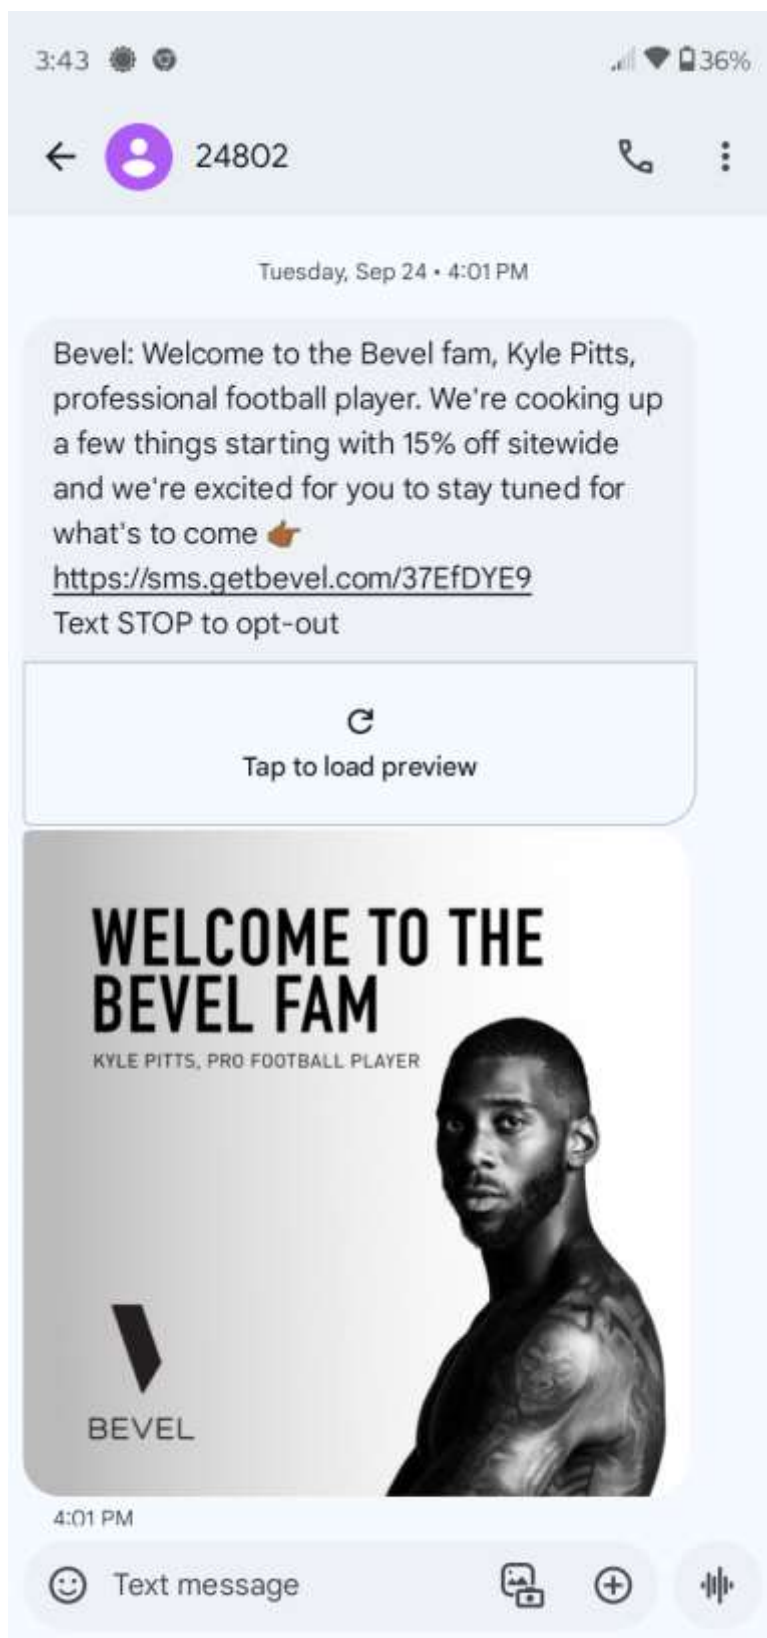 3:43
36%
24802
Tuesday, Sep 24 • 4:01 PM
Bevel: Welcome to the Bevel fam, Kyle Pitts,
professional football player. We're cooking up
a few things starting with 15% off sitewide
and we're excited for you to stay tuned for
what's to come 👉🏾
https://sms.getbevel.com/37EfDYE9
Text STOP to opt-out
Tap to load preview
WELCOME TO THE
BEVEL FAM
KYLE PITTS, PRO FOOTBALL PLAYER
BEVEL
4:01 PM
Text message